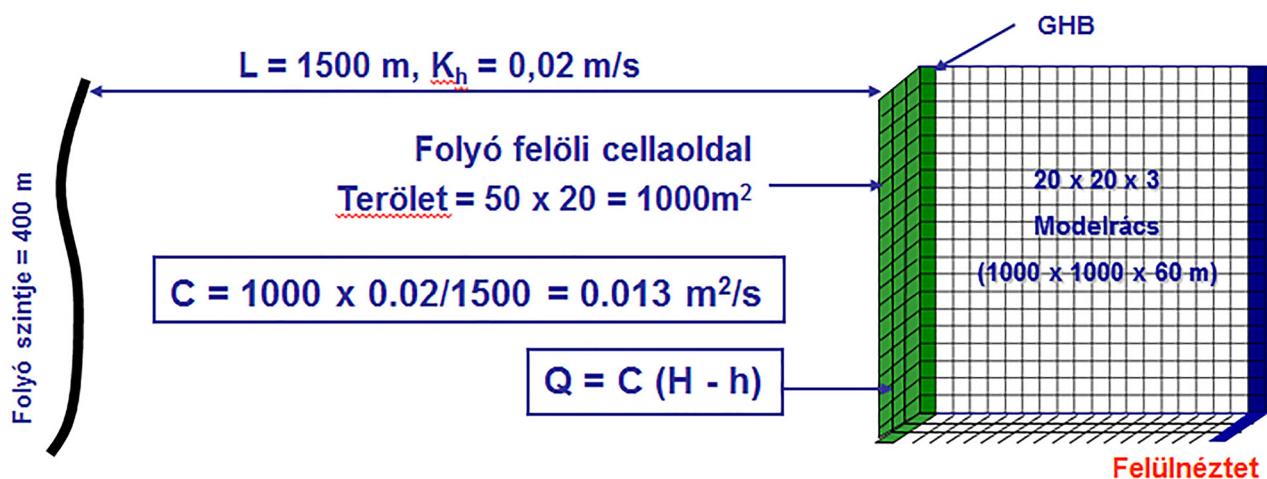 GHB
L = 1500 m, Kh = 0,02 m/s
Folyó felöli cellaoldal
Terölet = 50 x 20 = 1000m²
20 x 20 x 3
Modelrács
(1000 x 1000 x 60 m)
Folyó szintje = 400 m
C = 1000 x 0.02/1500 = 0.013 m²/s
Q = C (H - h)
Felülnéztet